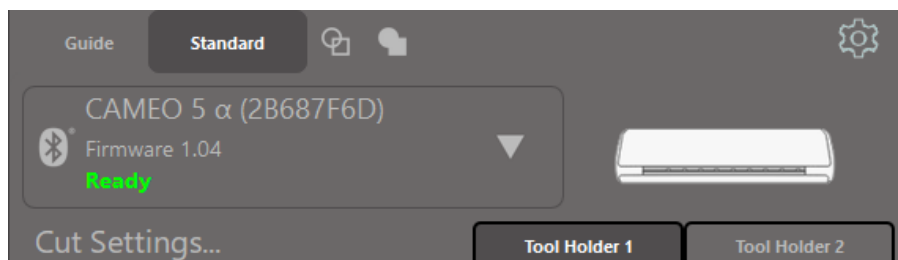 Guide Standard
CAMEO 5 α (2B687F6D)
Firmware 1.04
Ready
Cut Settings...
Tool Holder 1 Tool Holder 2